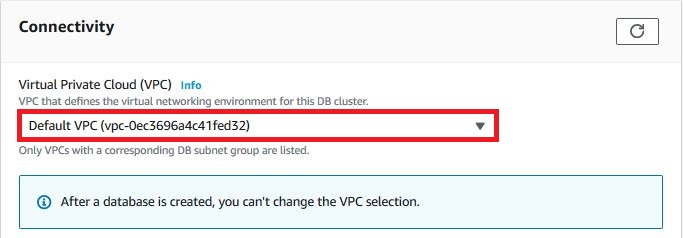 Connectivity
Virtual Private Cloud (VPC) Info
VPC that defines the virtual networking environment for this DB cluster.
Default VPC (vpc-0ec3696a4c41fed32)
Only VPCs with a corresponding DB subnet group are listed.
After a database is created, you can't change the VPC selection.